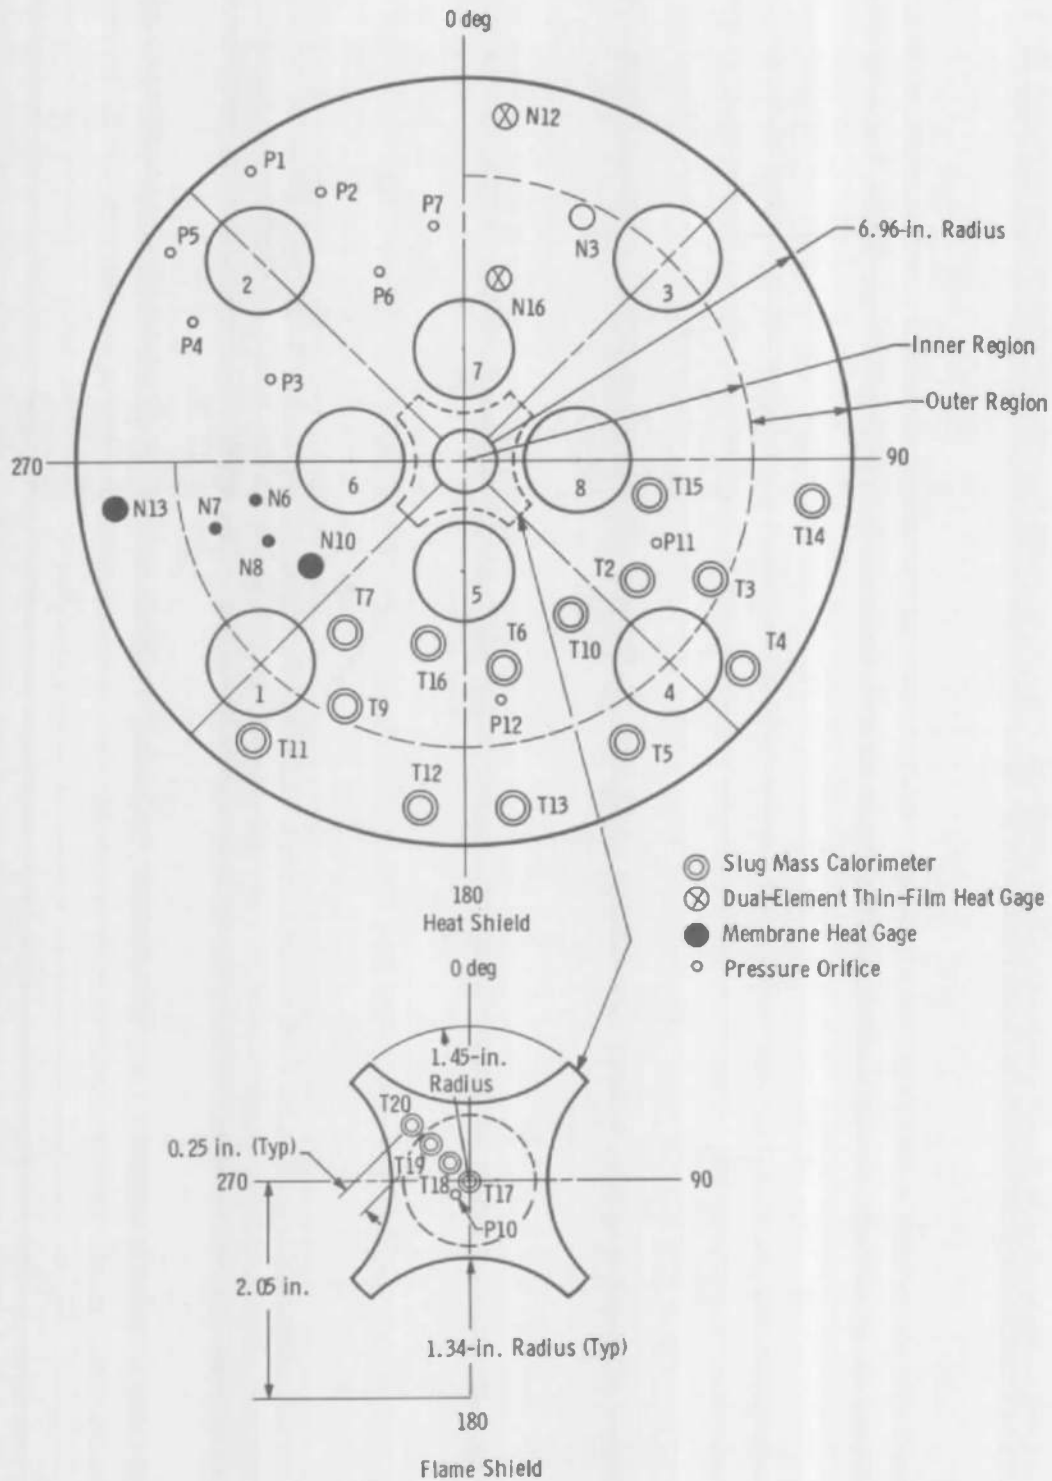 0 deg
N12
P1
P2
P7
P5
2
N3
3
6.96-in. Radius
P6
N16
P4
7
Inner Region
P3
Outer Region
270
90
6
8
T15
N13
N7
N6
T14
N8
N10
P11
T2
T3
5
T7
T6
T10
T4
T16
1
4
T9
P12
T11
T5
T12
T13
180
Heat Shield
Slug Mass Calorimeter
Dual-Element Thin-Film Heat Gage
Membrane Heat Gage
Pressure Orifice
0 deg
1.45-in.
Radius
T20
0.25 in. (Typ)
T19
270
T18
T17
90
P10
2.05 in.
1.34-in. Radius (Typ)
180
Flame Shield